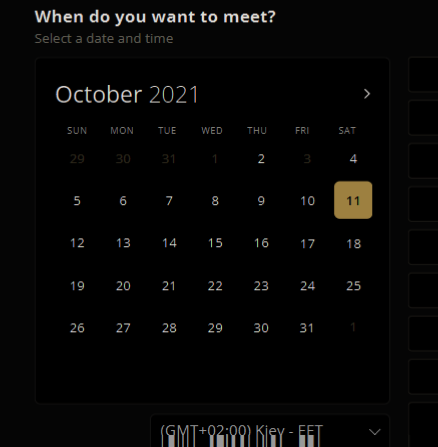 When do you want to meet?
Select a date and time
October 2021
SUN MON TUE WED THU FRI SAT
29 30 31 1 2 3 4
5 6 7 8 9 10 11
12 13 14 15 16 17 18
19 20 21 22 23 24 25
26 27 28 29 30 31 1
(GMT+02:00) Kiev - EET